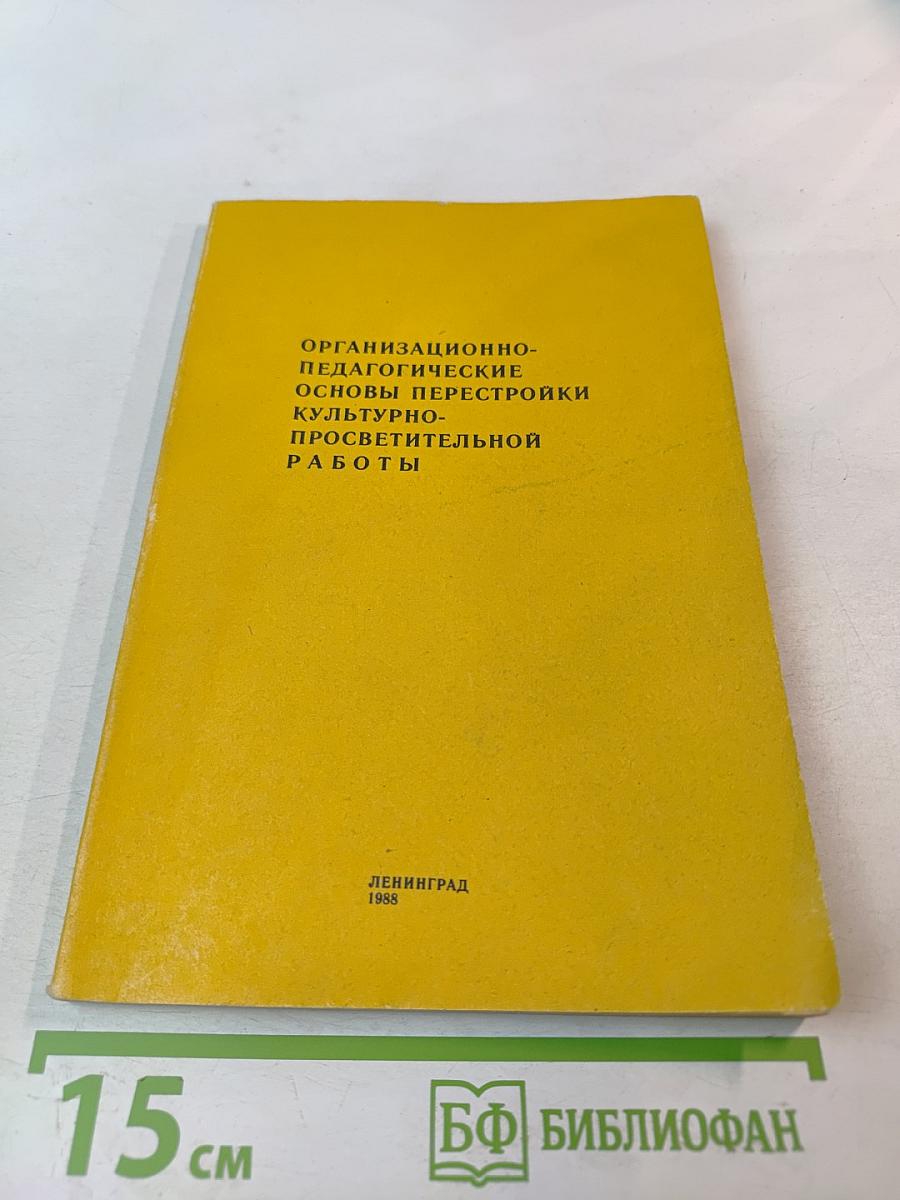 ОРГАНИЗАЦИОННО-
ПЕДАГОГИЧЕСКИЕ
ОСНОВЫ ПЕРЕСТРОЙКИ
КУЛЬТУРНО-
ПРОСВЕТИТЕЛЬНОЙ
РАБОТЫ
ЛЕНИНГРАД
1988
15 см
БФ БИБЛИОФАН